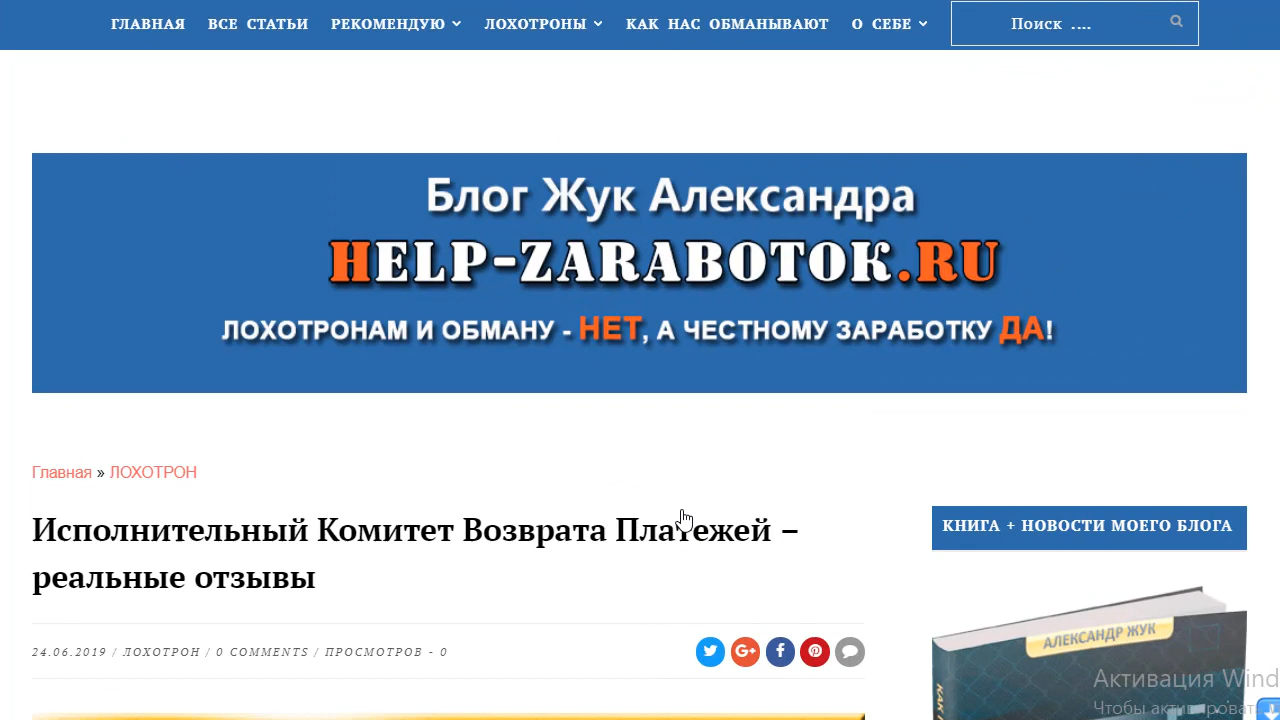 ГЛАВНАЯ ВСЕ СТАТЬИ РЕКОМЕНДУЮ ЛОХОТРОНЫ КАК НАС ОБМАНЫВАЮТ О СЕБЕ Поиск ....
Блог Жук Александра
HELP-ZARABOTOK.RU
ЛОХОТРОНАМ И ОБМАНУ - НЕТ, А ЧЕСТНОМУ ЗАРАБОТКУ ДА!
Главная » ЛОХОТРОН
Исполнительный Комитет Возврата Платежей –
реальные отзывы
24.06.2019 / ЛОХОТРОН / 0 COMMENTS / ПРОСМОТРОВ - 0
КНИГА + НОВОСТИ МОЕГО БЛОГА
АЛЕКСАНДР ЖУК
Активация Wind
Чтобы активироват